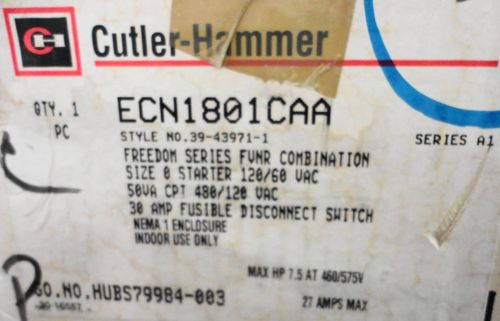 Cutler-Hammer
QTY. 1 ECN1801CAA
PC STYLE NO.39-43971-1 SERIES A1
FREEDOM SERIES FVNR COMBINATION
SIZE 0 STARTER 120/60 VAC
50VA CPT 480/120 VAC
30 AMP FUSIBLE DISCONNECT SWITCH
NEMA 1 ENCLOSURE
INDOOR USE ONLY
MAX HP 7.5 AT 460/575V
GO.NO.HUBS79984-003 27 AMPS MAX